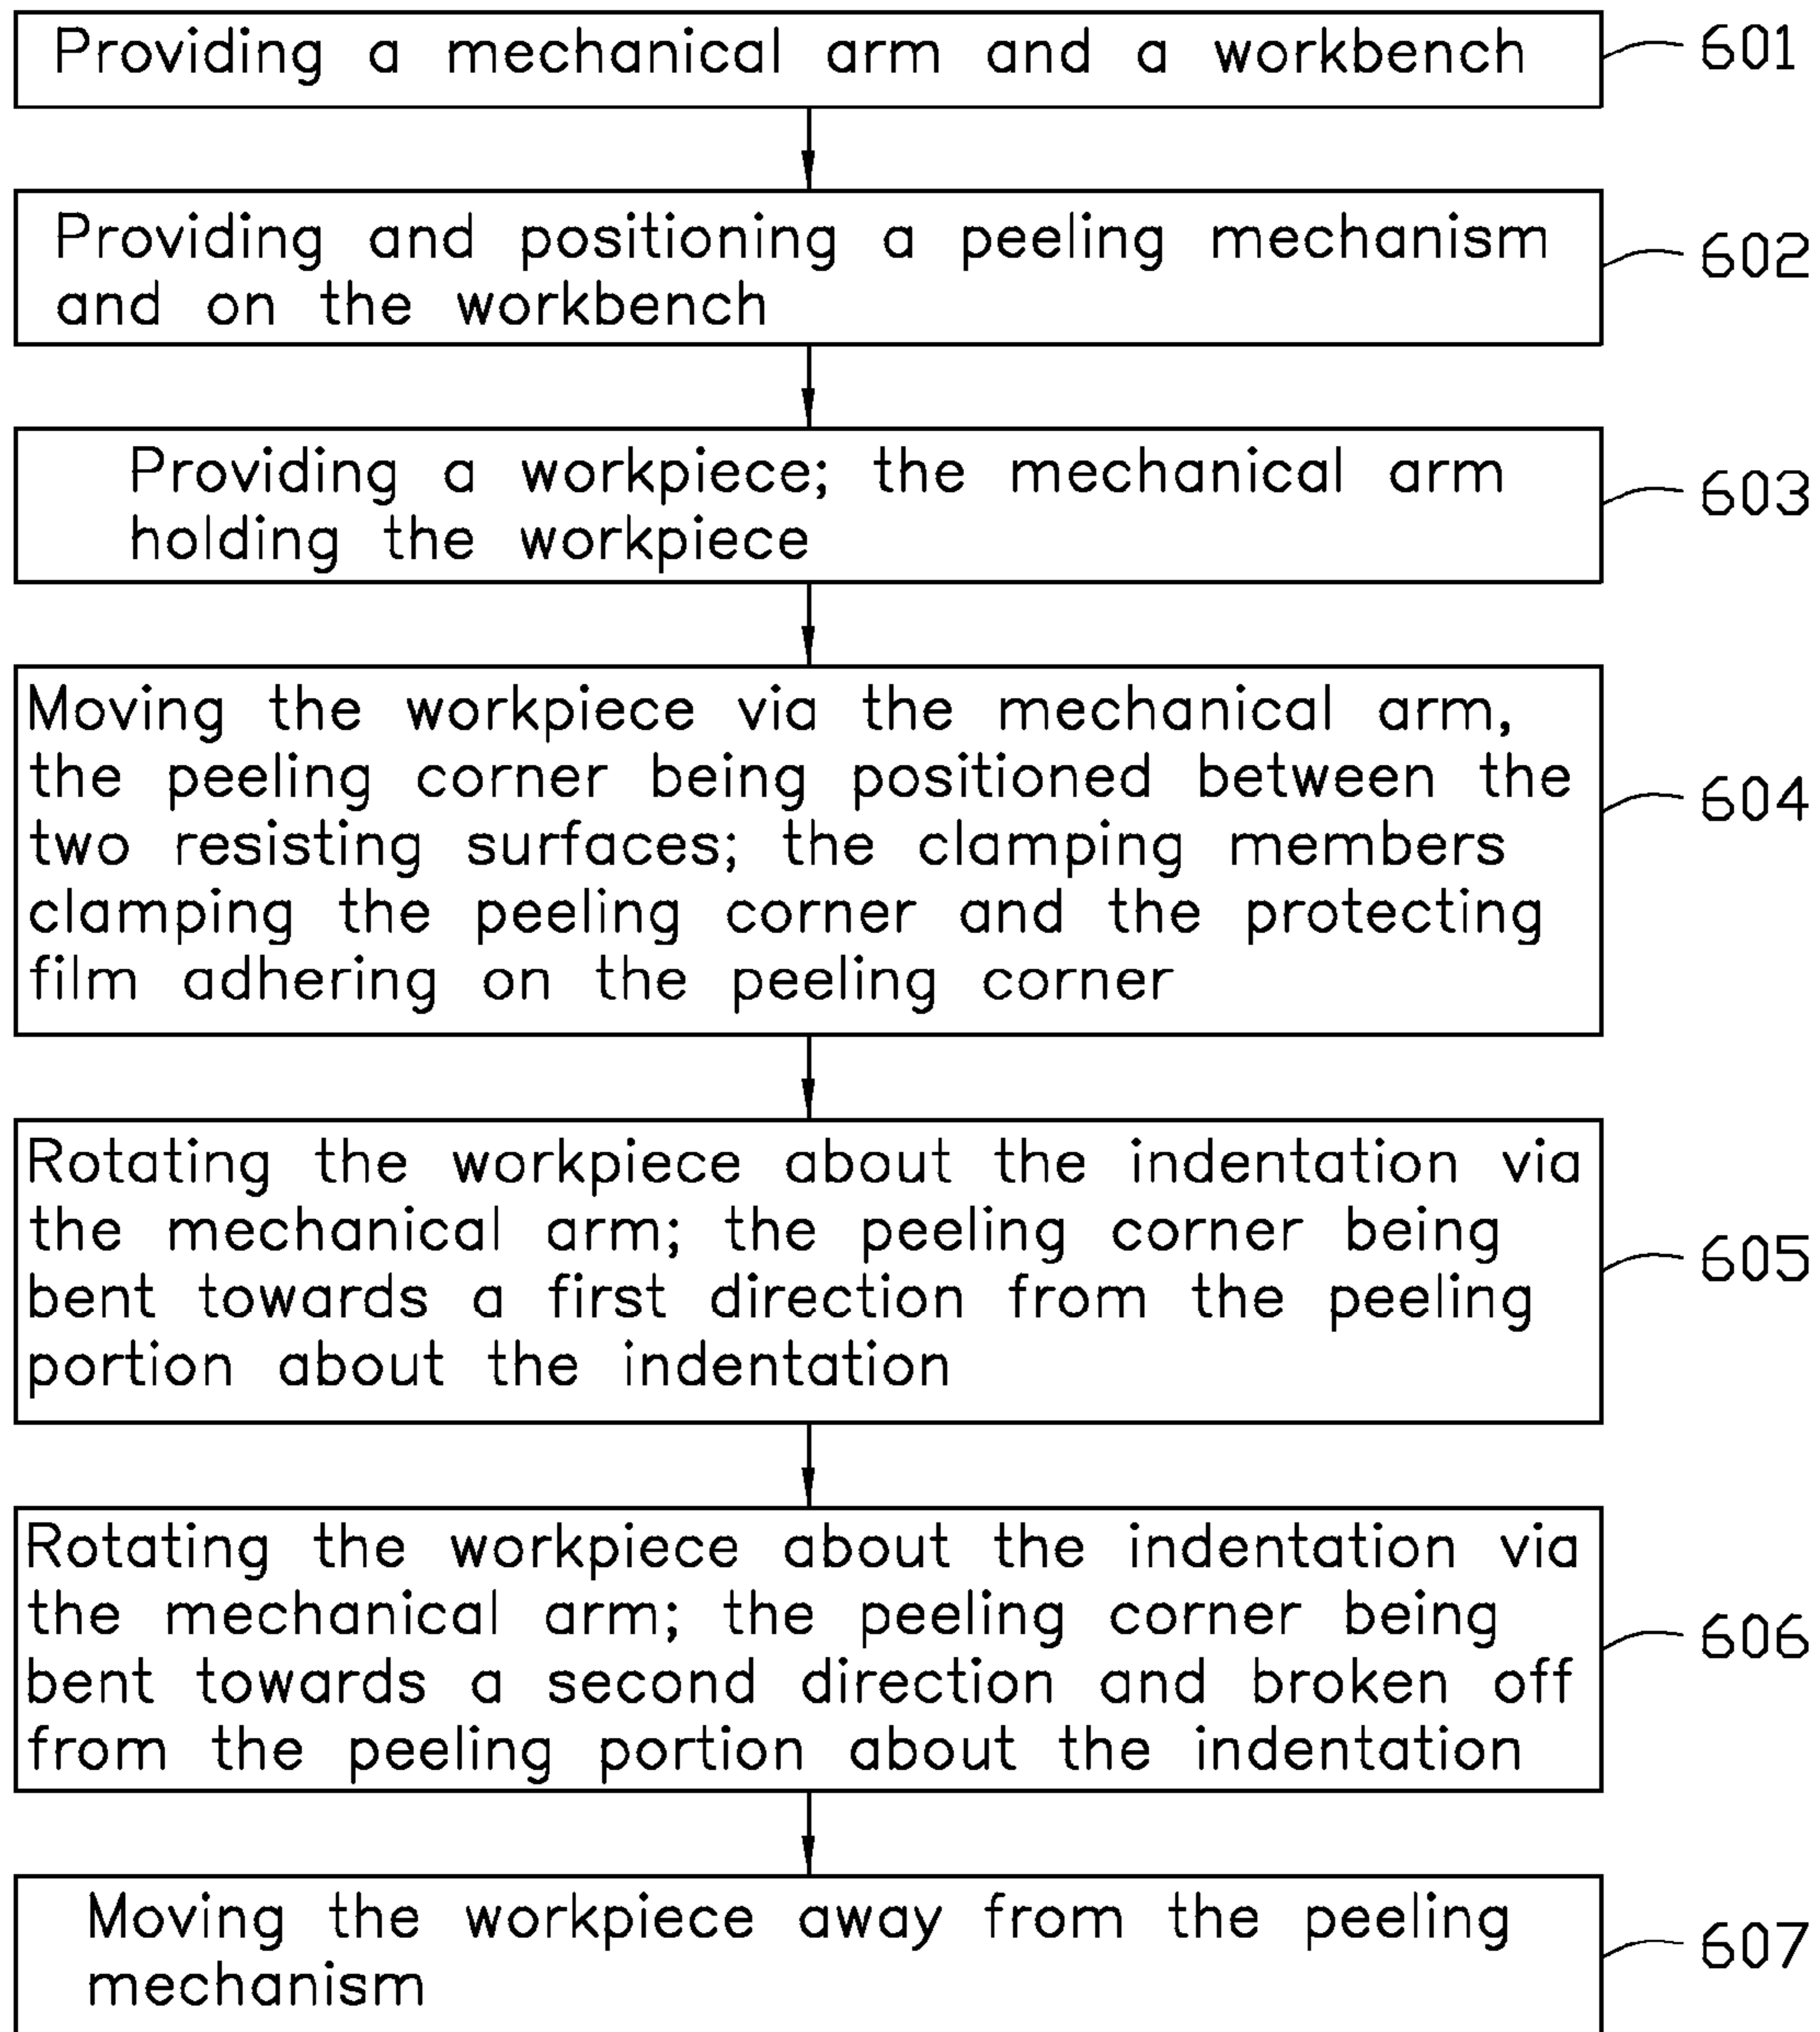 Providing a mechanical arm and a workbench
601
Providing and positioning a peeling mechanism
and on the workbench
602
Providing a workpiece; the mechanical arm
holding the workpiece
603
Moving the workpiece via the mechanical arm,
the peeling corner being positioned between the
two resisting surfaces; the clamping members
clamping the peeling corner and the protecting
film adhering on the peeling corner
604
Rotating the workpiece about the indentation via
the mechanical arm; the peeling corner being
bent towards a first direction from the peeling
portion about the indentation
605
Rotating the workpiece about the indentation via
the mechanical arm; the peeling corner being
bent towards a second direction and broken off
from the peeling portion about the indentation
606
Moving the workpiece away from the peeling
mechanism
607